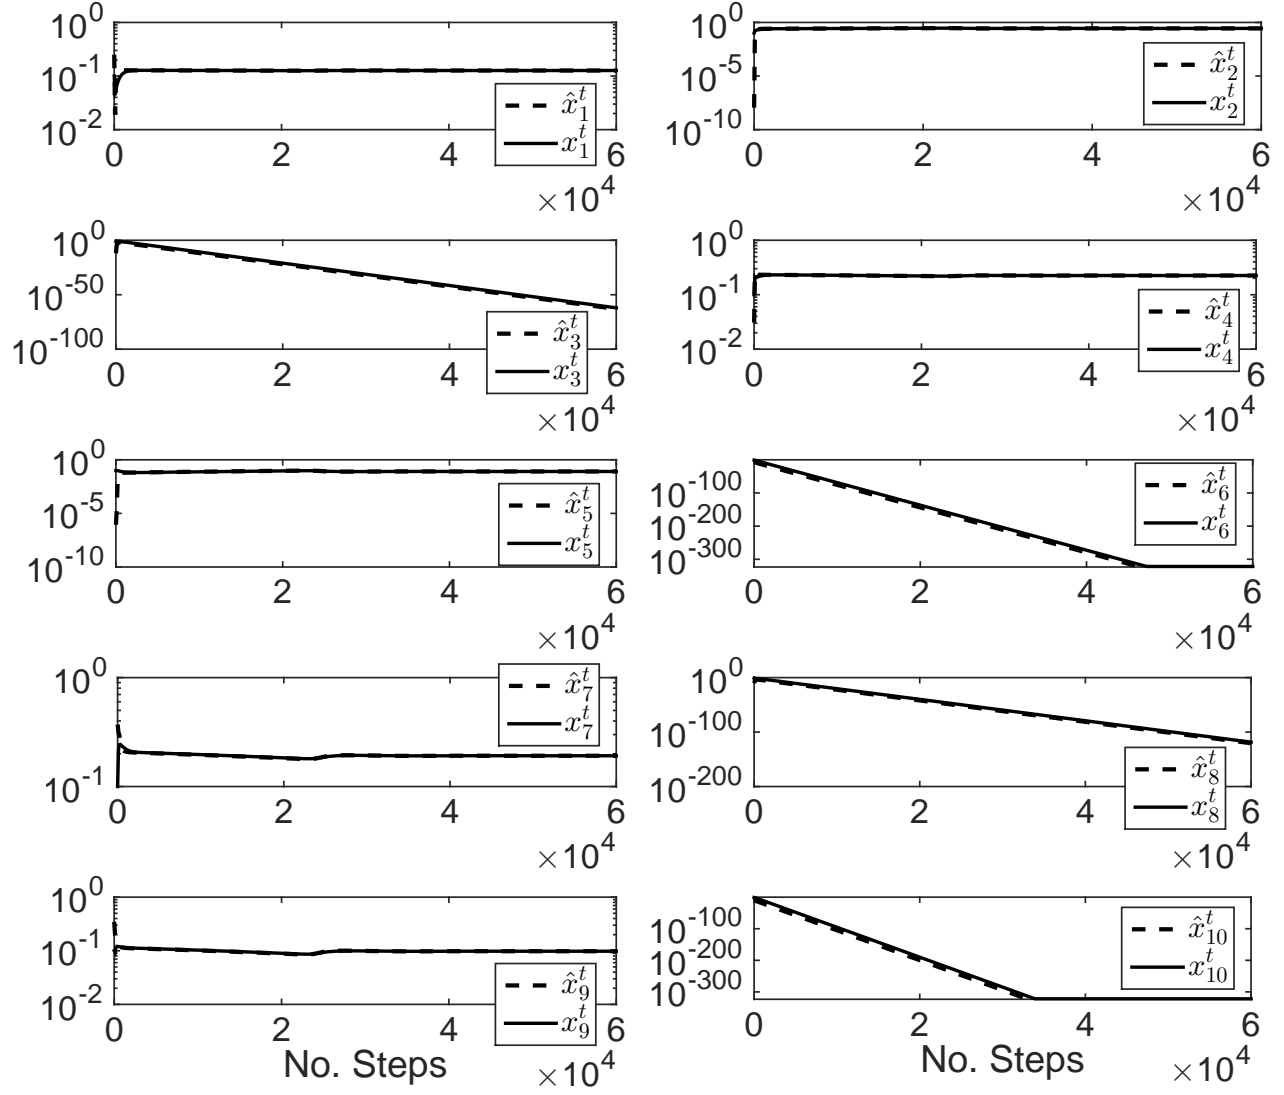 10^0
10^-1
10^-2
0 2 4 6
×10^4
x̂_1^t
x_1^t
10^0
10^-5
10^-10
0 2 4 6
×10^4
x̂_2^t
x_2^t
10^0
10^-50
10^-100
0 2 4 6
×10^4
x̂_3^t
x_3^t
10^0
10^-1
10^-2
0 2 4 6
×10^4
x̂_4^t
x_4^t
10^0
10^-5
10^-10
0 2 4 6
×10^4
x̂_5^t
x_5^t
10^-100
10^-200
10^-300
0 2 4 6
×10^4
x̂_6^t
x_6^t
10^0
10^-1
0 2 4 6
×10^4
x̂_7^t
x_7^t
10^0
10^-100
10^-200
0 2 4 6
×10^4
x̂_8^t
x_8^t
10^0
10^-1
10^-2
0 2 4 6
No. Steps ×10^4
x̂_9^t
x_9^t
10^-100
10^-200
10^-300
0 2 4 6
No. Steps ×10^4
x̂_10^t
x_10^t